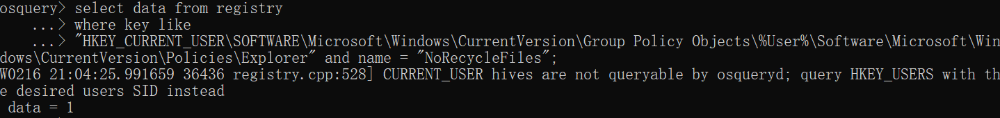 osquery> select data from registry
...> where key like
...> "HKEY_CURRENT_USER\SOFTWARE\Microsoft\Windows\CurrentVersion\Group Policy Objects\%User%\Software\Microsoft\Win
dows\CurrentVersion\Policies\Explorer" and name = "NoRecycleFiles";
W0216 21:04:25.991659 36436 registry.cpp:528] CURRENT_USER hives are not queryable by osqueryd; query HKEY_USERS with th
e desired users SID instead
data = 1